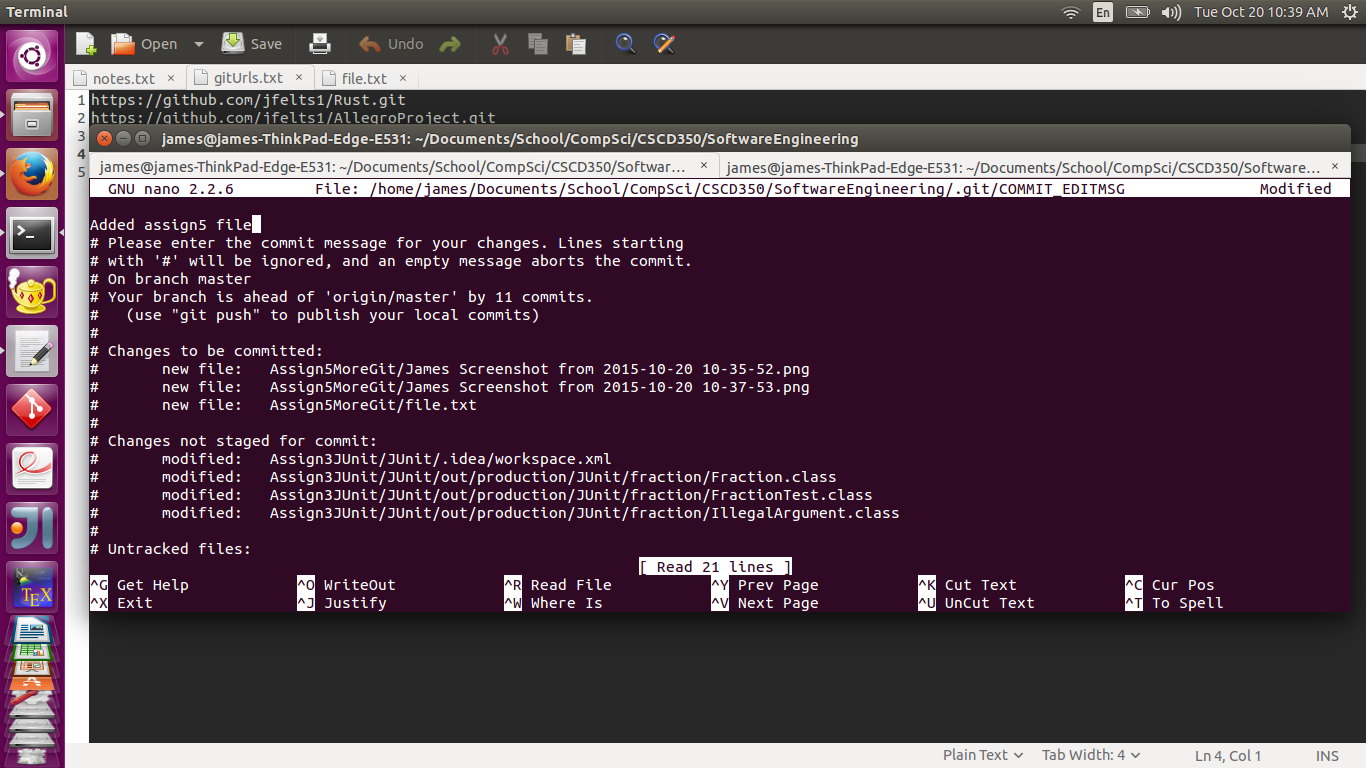 Terminal
En
Tue Oct 20 10:39 AM
Open
Save
Undo
notes.txt ×
gitUrls.txt ×
file.txt ×
1 https://github.com/jfelts1/Rust.git
2 https://github.com/jfelts1/AllegroProject.git
3
4
5
james@james-ThinkPad-Edge-E531: ~/Documents/School/CompSci/CSCD350/SoftwareEngineering
james@james-ThinkPad-Edge-E531: ~/Documents/School/CompSci/CSCD350/Softwar... ×
james@james-ThinkPad-Edge-E531: ~/Documents/School/CompSci/CSCD350/Software... ×
GNU nano 2.2.6 File: /home/james/Documents/School/CompSci/CSCD350/SoftwareEngineering/.git/COMMIT_EDITMSG Modified
Added assign5 file
# Please enter the commit message for your changes. Lines starting
# with '#' will be ignored, and an empty message aborts the commit.
# On branch master
# Your branch is ahead of 'origin/master' by 11 commits.
#   (use "git push" to publish your local commits)
#
# Changes to be committed:
#       new file:   Assign5MoreGit/James Screenshot from 2015-10-20 10-35-52.png
#       new file:   Assign5MoreGit/James Screenshot from 2015-10-20 10-37-53.png
#       new file:   Assign5MoreGit/file.txt
#
# Changes not staged for commit:
#       modified:   Assign3JUnit/JUnit/.idea/workspace.xml
#       modified:   Assign3JUnit/JUnit/out/production/JUnit/fraction/Fraction.class
#       modified:   Assign3JUnit/JUnit/out/production/JUnit/fraction/FractionTest.class
#       modified:   Assign3JUnit/JUnit/out/production/JUnit/fraction/IllegalArgument.class
#
# Untracked files:
[ Read 21 lines ]
^G Get Help ^O WriteOut ^R Read File ^Y Prev Page ^K Cut Text ^C Cur Pos
^X Exit ^J Justify ^W Where Is ^V Next Page ^U UnCut Text ^T To Spell
TEX
Plain Text Tab Width: 4 Ln 4, Col 1 INS